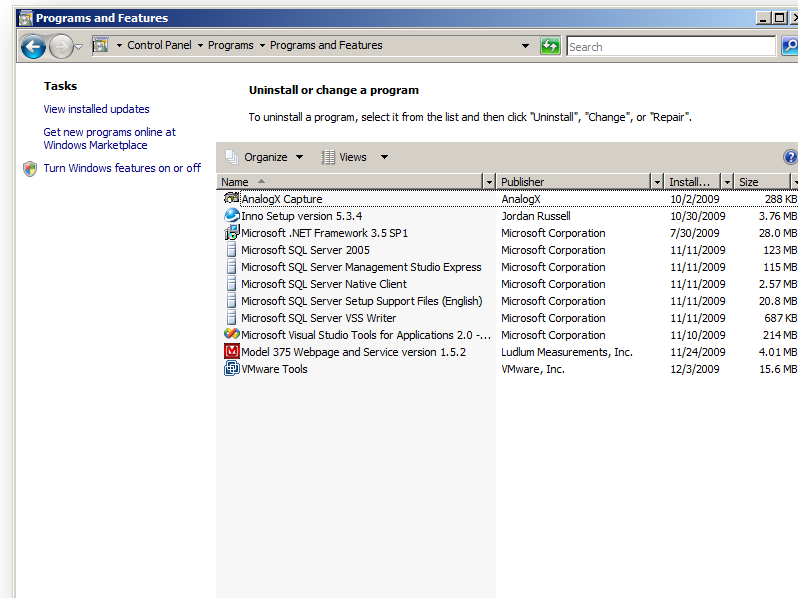 Programs and Features
Control Panel Programs Programs and Features Search
Tasks
View installed updates
Get new programs online at
Windows Marketplace
Turn Windows features on or off
Uninstall or change a program
To uninstall a program, select it from the list and then click "Uninstall", "Change", or "Repair".
Organize Views
Name Publisher Install... Size
AnalogX Capture AnalogX 10/2/2009 288 KB
Inno Setup version 5.3.4 Jordan Russell 10/30/2009 3.76 MB
Microsoft .NET Framework 3.5 SP1 Microsoft Corporation 7/30/2009 28.0 MB
Microsoft SQL Server 2005 Microsoft Corporation 11/11/2009 123 MB
Microsoft SQL Server Management Studio Express Microsoft Corporation 11/11/2009 115 MB
Microsoft SQL Server Native Client Microsoft Corporation 11/11/2009 2.57 MB
Microsoft SQL Server Setup Support Files (English) Microsoft Corporation 11/11/2009 20.8 MB
Microsoft SQL Server VSS Writer Microsoft Corporation 11/11/2009 687 KB
Microsoft Visual Studio Tools for Applications 2.0 -... Microsoft Corporation 11/10/2009 214 MB
Model 375 Webpage and Service version 1.5.2 Ludlum Measurements, Inc. 11/24/2009 4.01 MB
VMware Tools VMware, Inc. 12/3/2009 15.6 MB